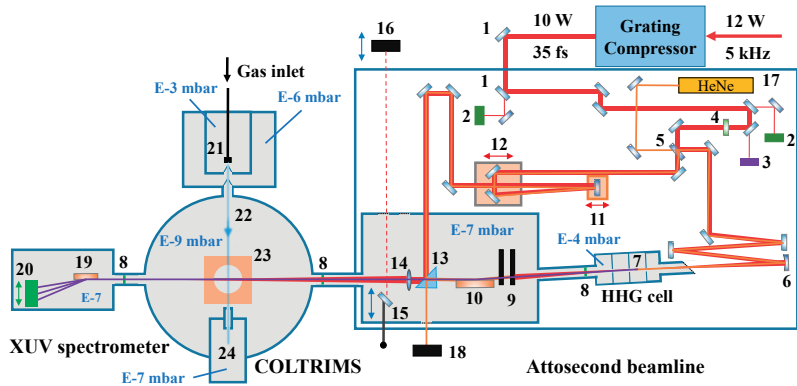 16
1
10 W
35 fs
Grating
Compressor
12 W
5 kHz
Gas inlet
E-3 mbar
E-6 mbar
1
HeNe
17
2
4
2
3
5
21
12
11
22
E-9 mbar
23
E-7 mbar
14
13
E-4 mbar
7
19
8
8
20
E-7
10
9
8
HHG cell
6
15
XUV spectrometer
24
COLTRIMS
18
Attosecond beamline
E-7 mbar